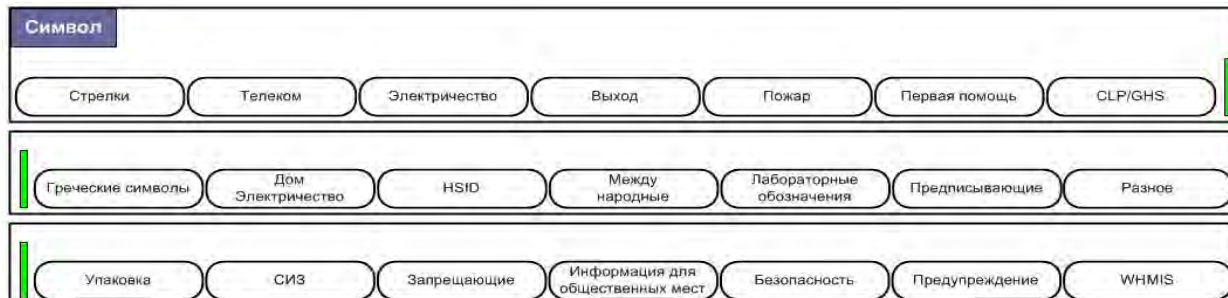 Символ
Стрелки Телеком Электричество Выход Пожар Первая помощь CLP/GHS
Греческие символы Дом Электричество HSID Между народные Лабораторные обозначения Предписывающие Разное
Упаковка СИЗ Запрещающие Информация для общественных мест Безопасность Предупреждение WHMIS